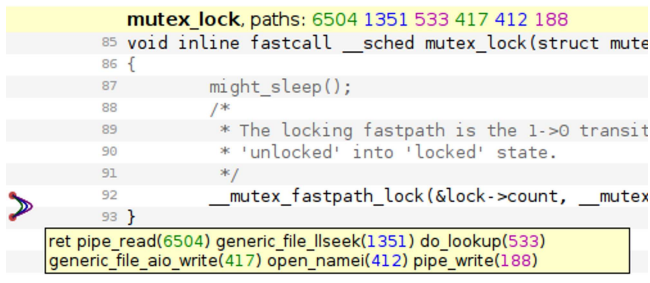 mutex_lock, paths: 6504 1351 533 417 412 188
85 void inline fastcall __sched mutex_lock(struct mute
86 {
87 might_sleep();
88 /*
89 * The locking fastpath is the 1->0 transit
90 * 'unlocked' into 'locked' state.
91 */
92 __mutex_fastpath_lock(&lock->count, __mutex
93 }
ret pipe_read(6504) generic_file_llseek(1351) do_lookup(533)
generic_file_aio_write(417) open_namei(412) pipe_write(188)